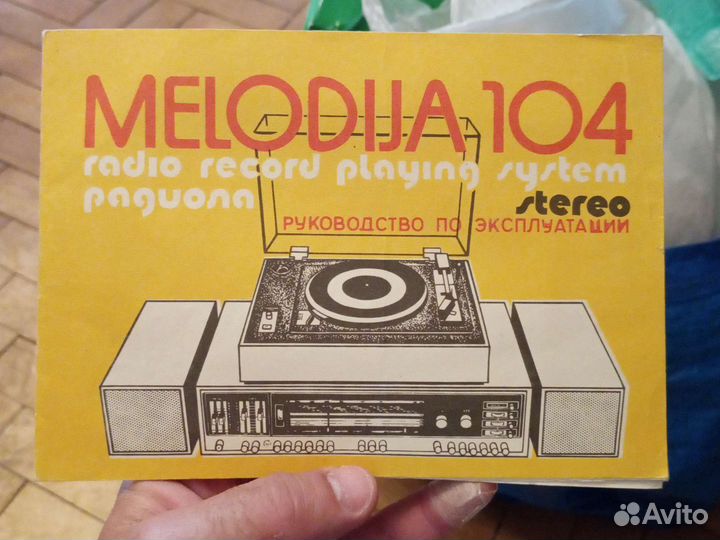 MELODIJA 104
radio record playing system
радиола stereo
РУКОВОДСТВО ПО ЭКСПЛУАТАЦИИ
Avito